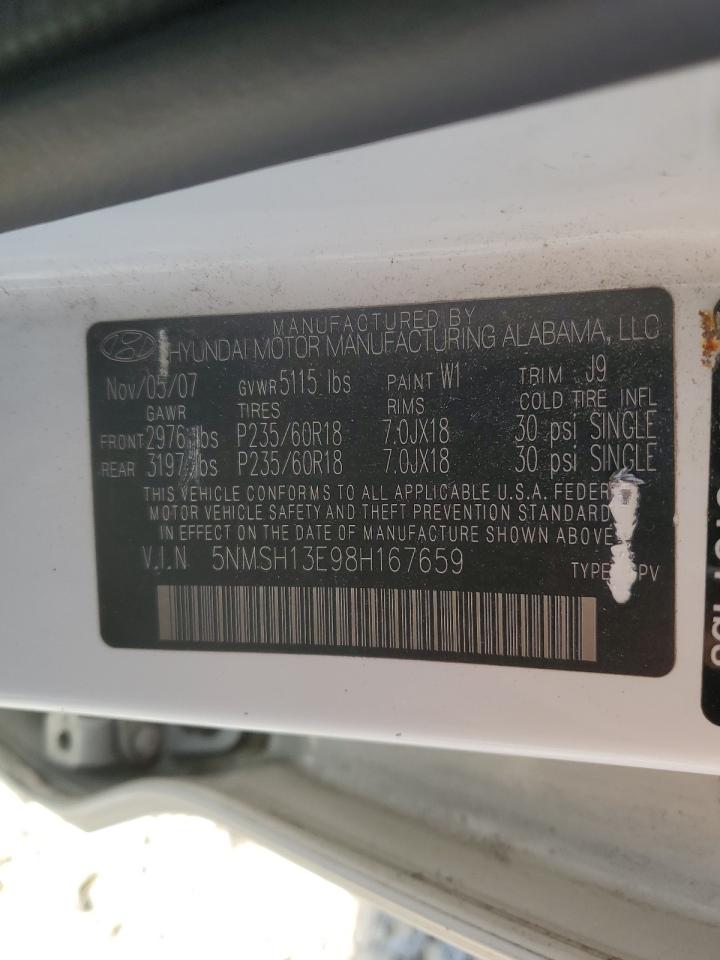 MANUFACTURED BY
HYUNDAI MOTOR MANUFACTURING ALABAMA, LLC
Nov/05/07 GVWR 5115 lbs PAINT W1 TRIM J9
GAWR TIRES RIMS COLD TIRE INFL
FRONT 2976 lbs P235/60R18 7.0JX18 30 psi SINGLE
REAR 3197 lbs P235/60R18 7.0JX18 30 psi SINGLE
THIS VEHICLE CONFORMS TO ALL APPLICABLE U.S.A. FEDER
MOTOR VEHICLE SAFETY AND THEFT PREVENTION STANDARD
IN EFFECT ON THE DATE OF MANUFACTURE SHOWN ABOVE
V.I.N 5NMSH13E98H167659 TYPE PV